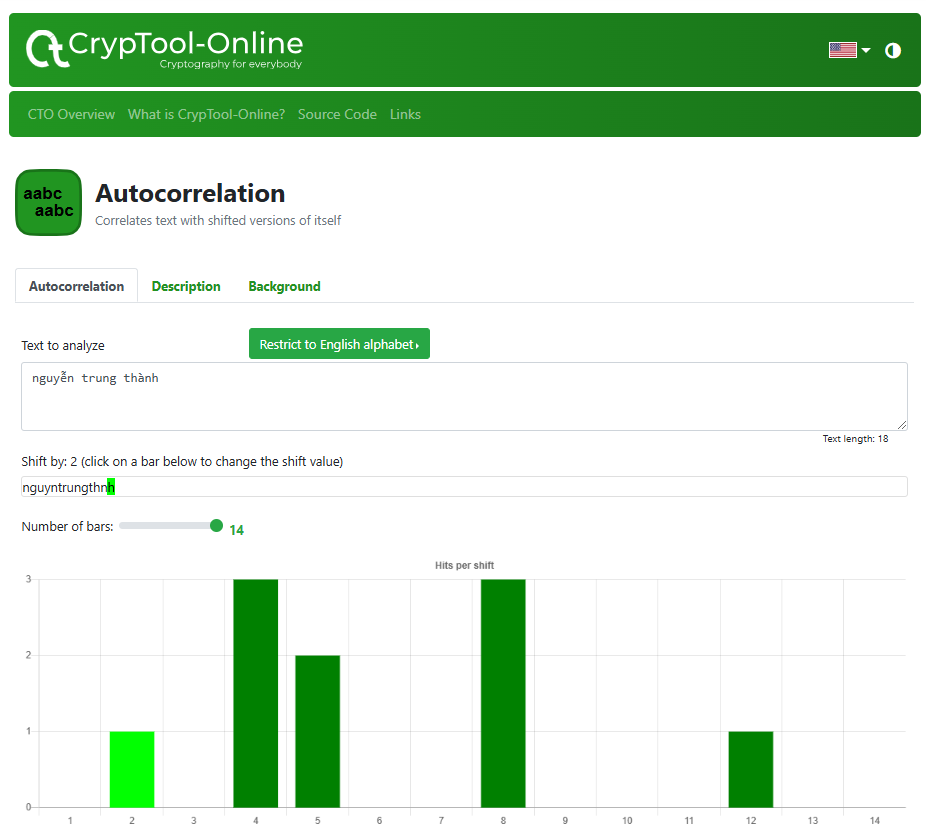 CrypTool-Online
Cryptography for everybody
CTO Overview What is CrypTool-Online? Source Code Links
aabc
aabc
Autocorrelation
Correlates text with shifted versions of itself
Autocorrelation Description Background
Text to analyze Restrict to English alphabet
nguyễn trung thành
Text length: 18
Shift by: 2 (click on a bar below to change the shift value)
nguyntrungthnh
Number of bars: 14
Hits per shift
3
2
1
0
1 2 3 4 5 6 7 8 9 10 11 12 13 14